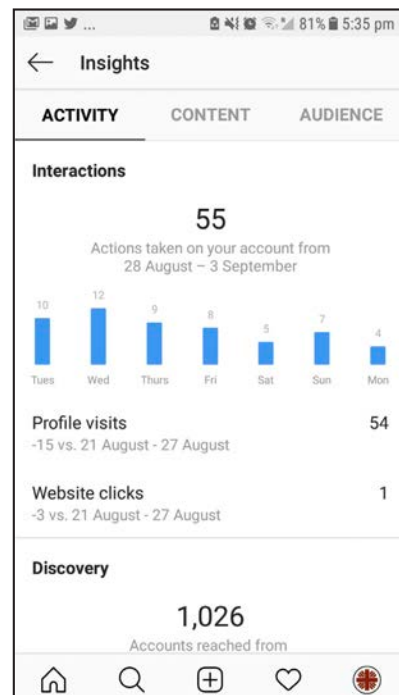 ... 81% 5:35 pm
Insights
ACTIVITY CONTENT AUDIENCE
Interactions
55
Actions taken on your account from
28 August – 3 September
10 12 9 8 5 7 4
Tues Wed Thurs Fri Sat Sun Mon
Profile visits 54
-15 vs. 21 August - 27 August
Website clicks 1
-3 vs. 21 August - 27 August
Discovery
1,026
Accounts reached from